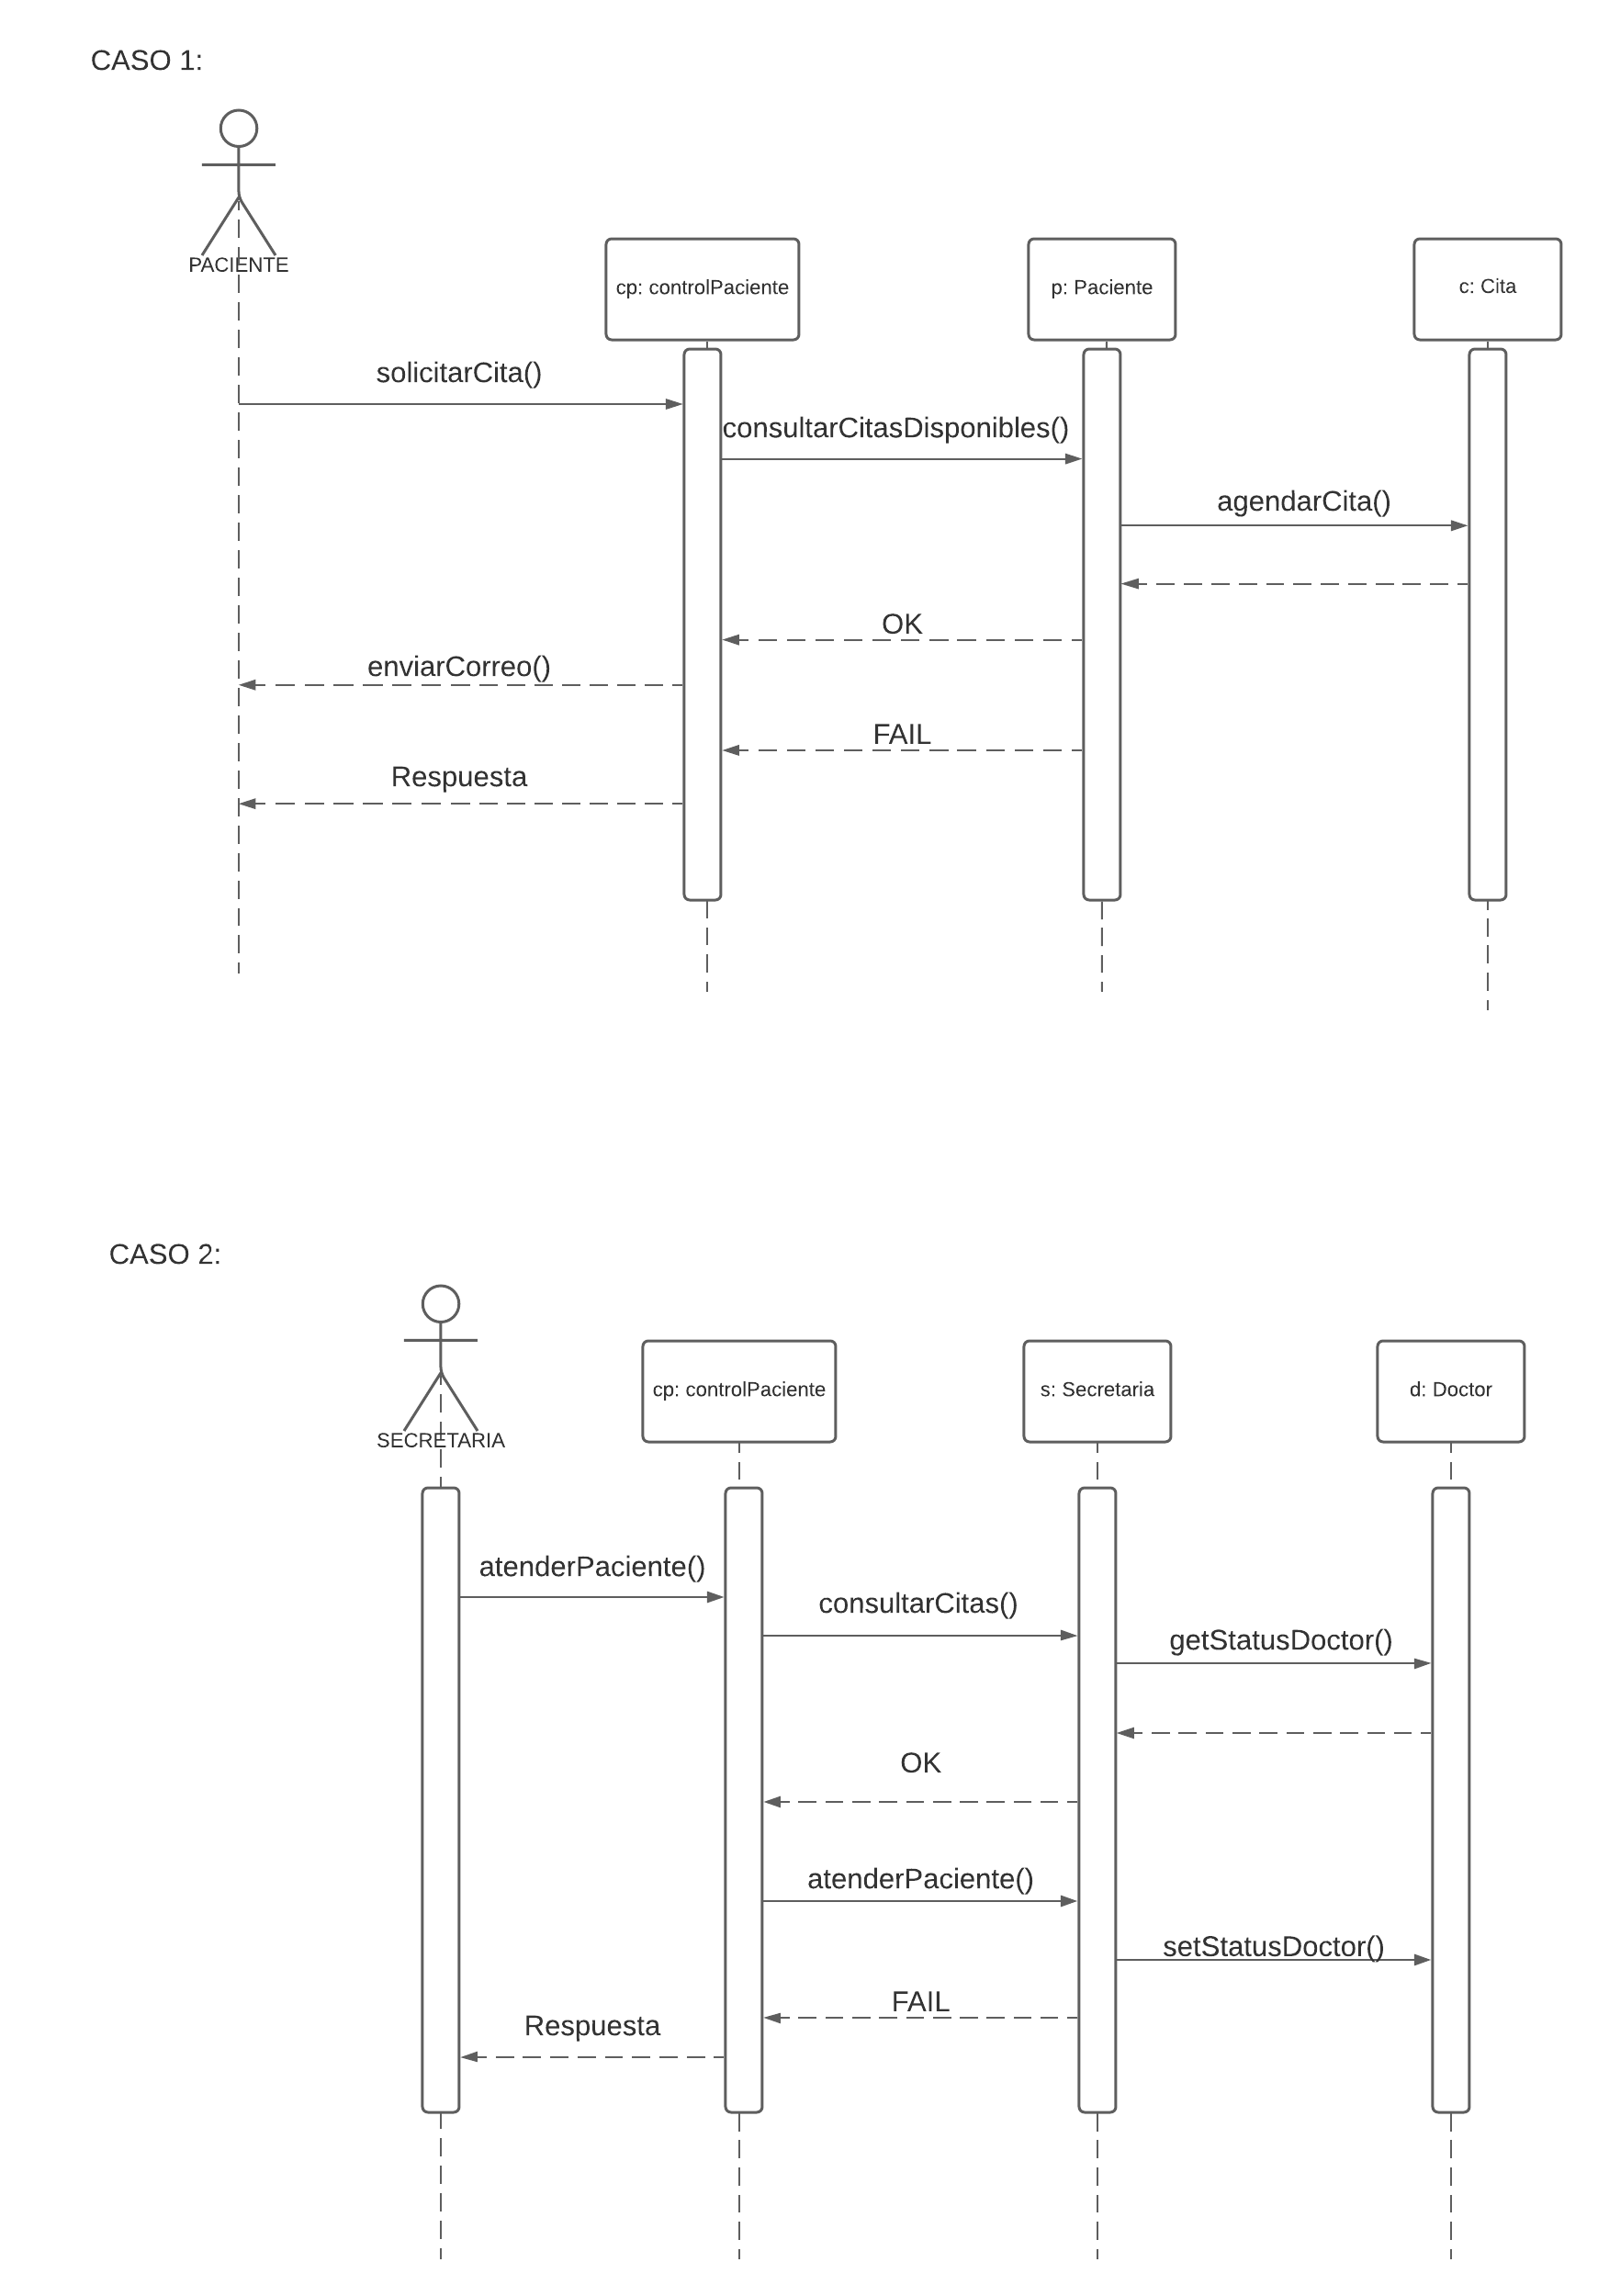 CASO 1:
PACIENTE
cp: controlPaciente
p: Paciente
c: Cita
solicitarCita()
consultarCitasDisponibles()
agendarCita()
OK
enviarCorreo()
FAIL
Respuesta
CASO 2:
SECRETARIA
cp: controlPaciente
s: Secretaria
d: Doctor
atenderPaciente()
consultarCitas()
getStatusDoctor()
OK
atenderPaciente()
setStatusDoctor()
FAIL
Respuesta